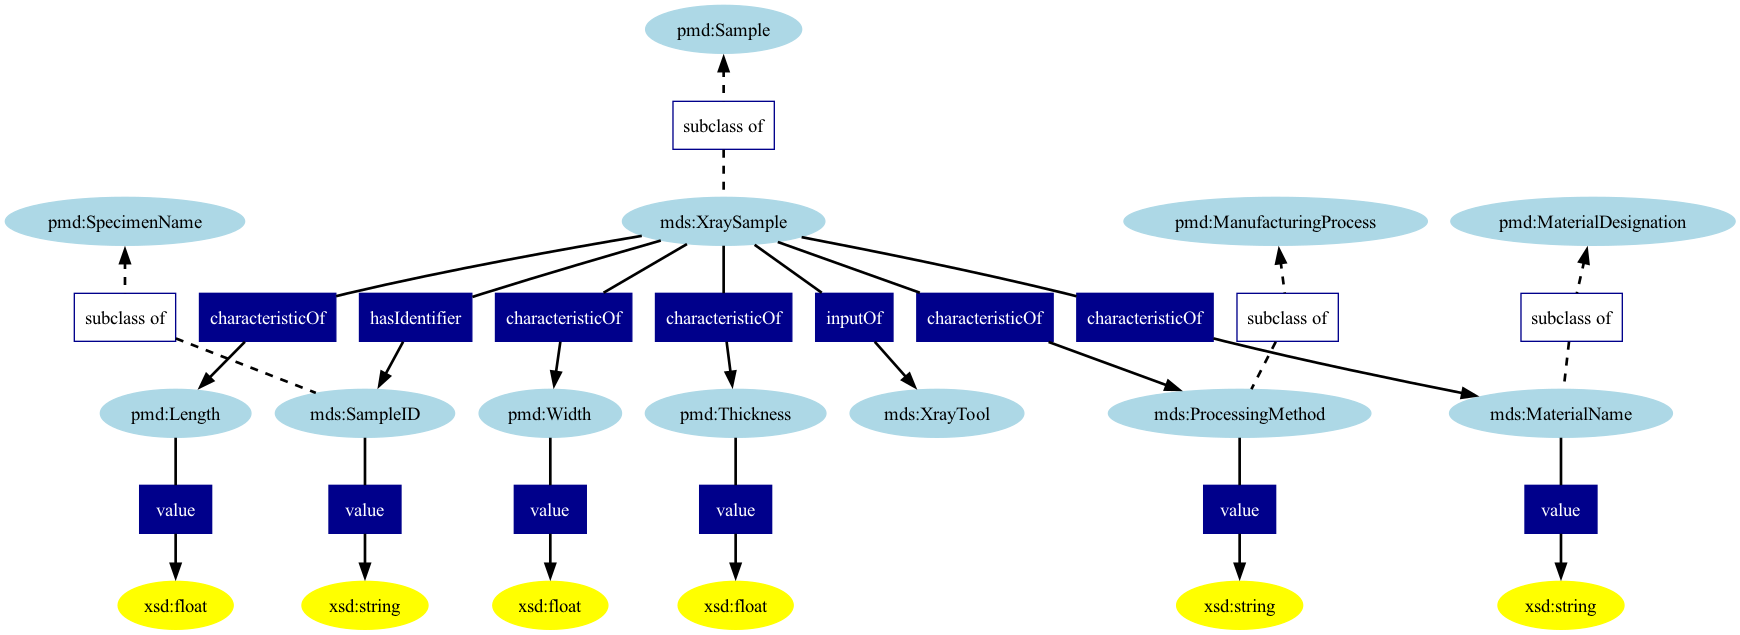 pmd:Sample
subclass of
pmd:SpecimenName
mds:XraySample
pmd:ManufacturingProcess
pmd:MaterialDesignation
subclass of
characteristicOf
hasIdentifier
characteristicOf
characteristicOf
inputOf
characteristicOf
characteristicOf
subclass of
subclass of
pmd:Length
mds:SampleID
pmd:Width
pmd:Thickness
mds:XrayTool
mds:ProcessingMethod
mds:MaterialName
value
value
value
value
value
value
xsd:float
xsd:string
xsd:float
xsd:float
xsd:string
xsd:string